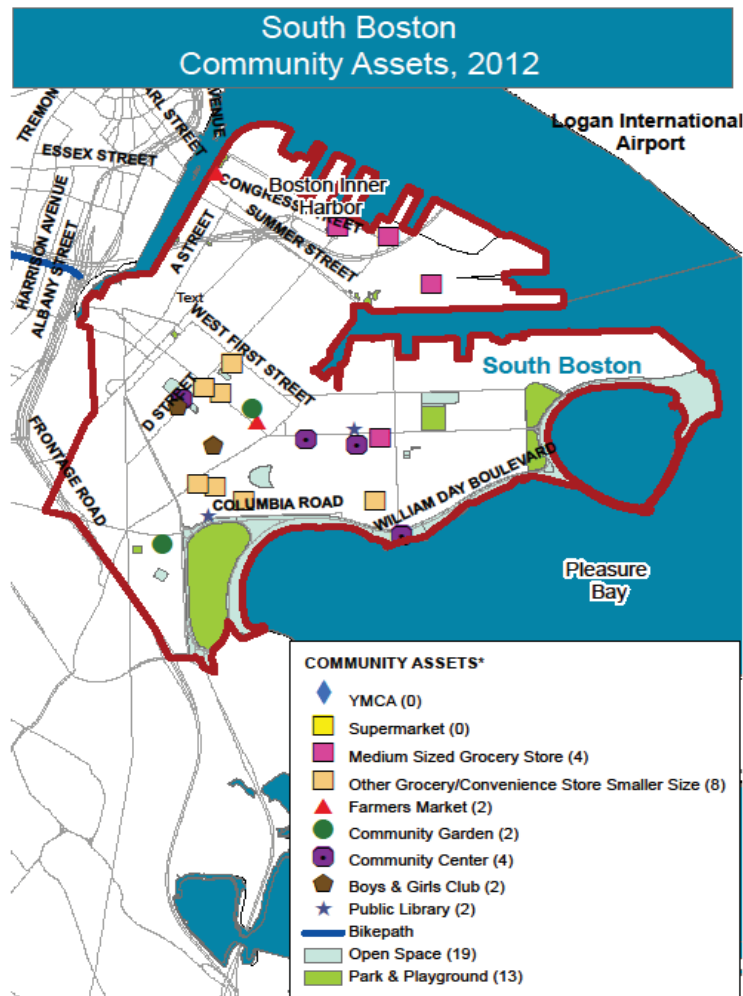 South Boston
Community Assets, 2012
TREMON
ARL STREET
AVENUE
ESSEX STREET
Logan International
Airport
HARRISON AVENUE
ALBANY STREET
CONGRESS STREET
Boston Inner
Harbor
SUMMER STREET
A STREET
Text
WEST FIRST STREET
South Boston
D STREET
FRONTAGE ROAD
COLUMBIA ROAD
WILLIAM DAY BOULEVARD
Pleasure
Bay
COMMUNITY ASSETS*
YMCA (0)
Supermarket (0)
Medium Sized Grocery Store (4)
Other Grocery/Convenience Store Smaller Size (8)
Farmers Market (2)
Community Garden (2)
Community Center (4)
Boys & Girls Club (2)
Public Library (2)
Bikepath
Open Space (19)
Park & Playground (13)